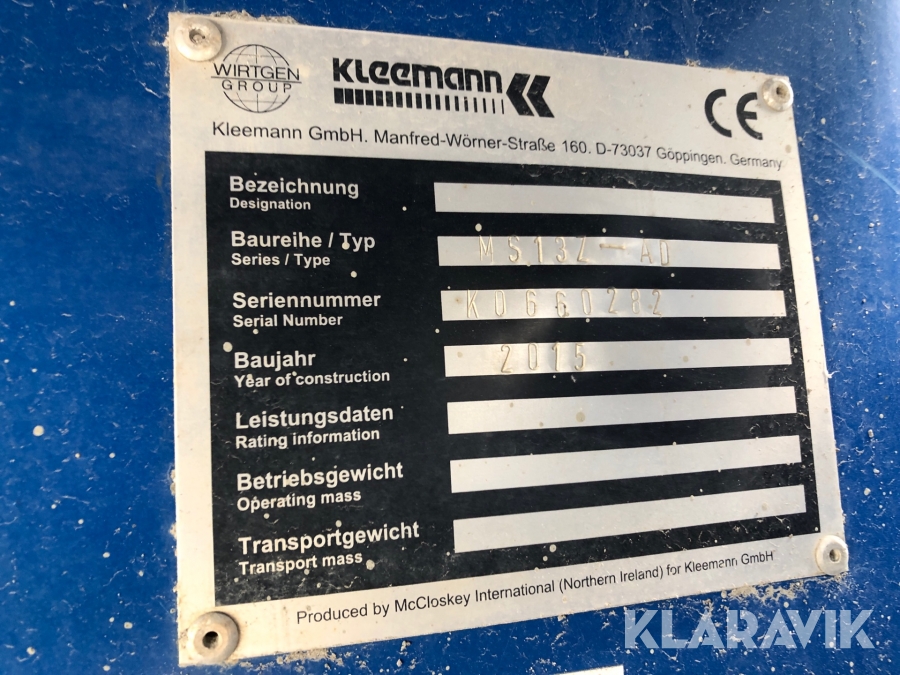 WIRTGEN
GROUP
KLEEMANN
CE
Kleemann GmbH. Manfred-Wörner-Straße 160. D-73037 Göppingen. Germany
Bezeichnung
Designation
Baureihe / Typ MS13Z-AD
Series / Type
Seriennummer K0660282
Serial Number
Baujahr 2015
Year of construction
Leistungsdaten
Rating information
Betriebsgewicht
Operating mass
Transportgewicht
Transport mass
Produced by McCloskey International (Northern Ireland) for Kleemann GmbH
KLARAVIK